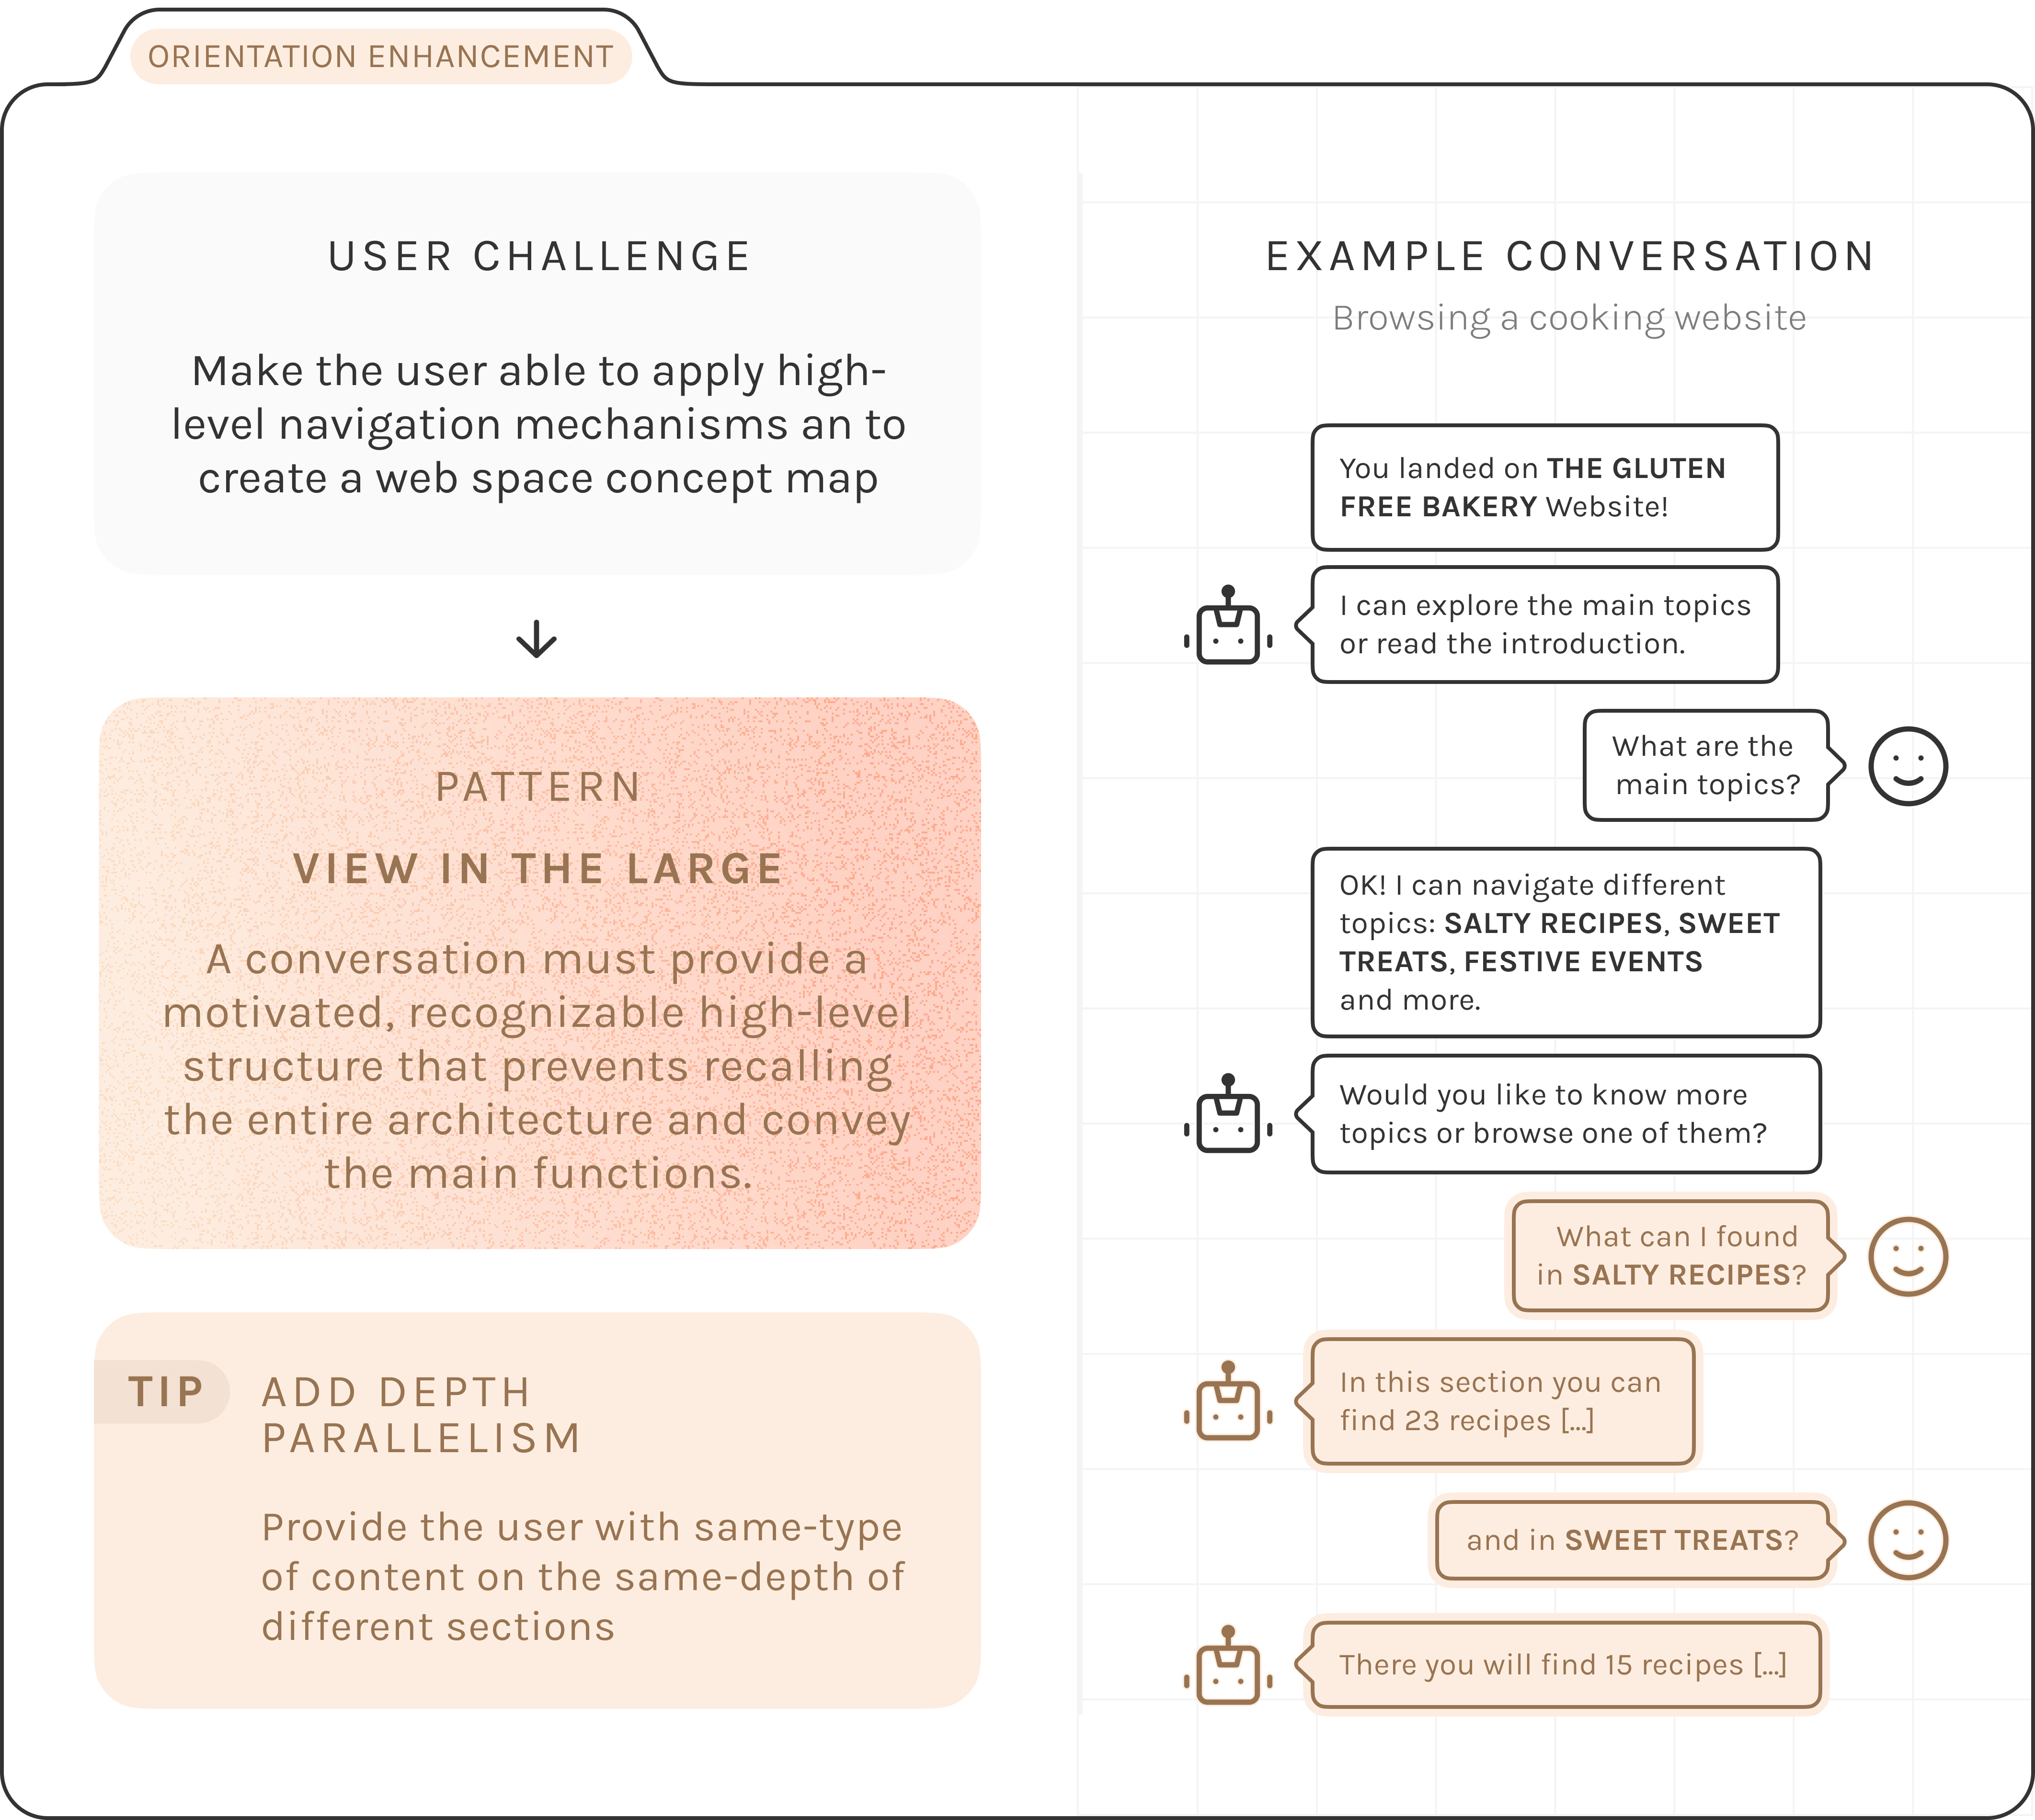 ORIENTATION ENHANCEMENT
USER CHALLENGE
Make the user able to apply high-
level navigation mechanisms an to
create a web space concept map
PATTERN
VIEW IN THE LARGE
A conversation must provide a
motivated, recognizable high-level
structure that prevents recalling
the entire architecture and convey
the main functions.
TIP
ADD DEPTH
PARALLELISM
Provide the user with same-type
of content on the same-depth of
different sections
EXAMPLE CONVERSATION
Browsing a cooking website
You landed on THE GLUTEN
FREE BAKERY Website!
I can explore the main topics
or read the introduction.
What are the
main topics?
OK! I can navigate different
topics: SALTY RECIPES, SWEET
TREATS, FESTIVE EVENTS
and more.
Would you like to know more
topics or browse one of them?
What can I found
in SALTY RECIPES?
In this section you can
find 23 recipes [...]
and in SWEET TREATS?
There you will find 15 recipes [...]